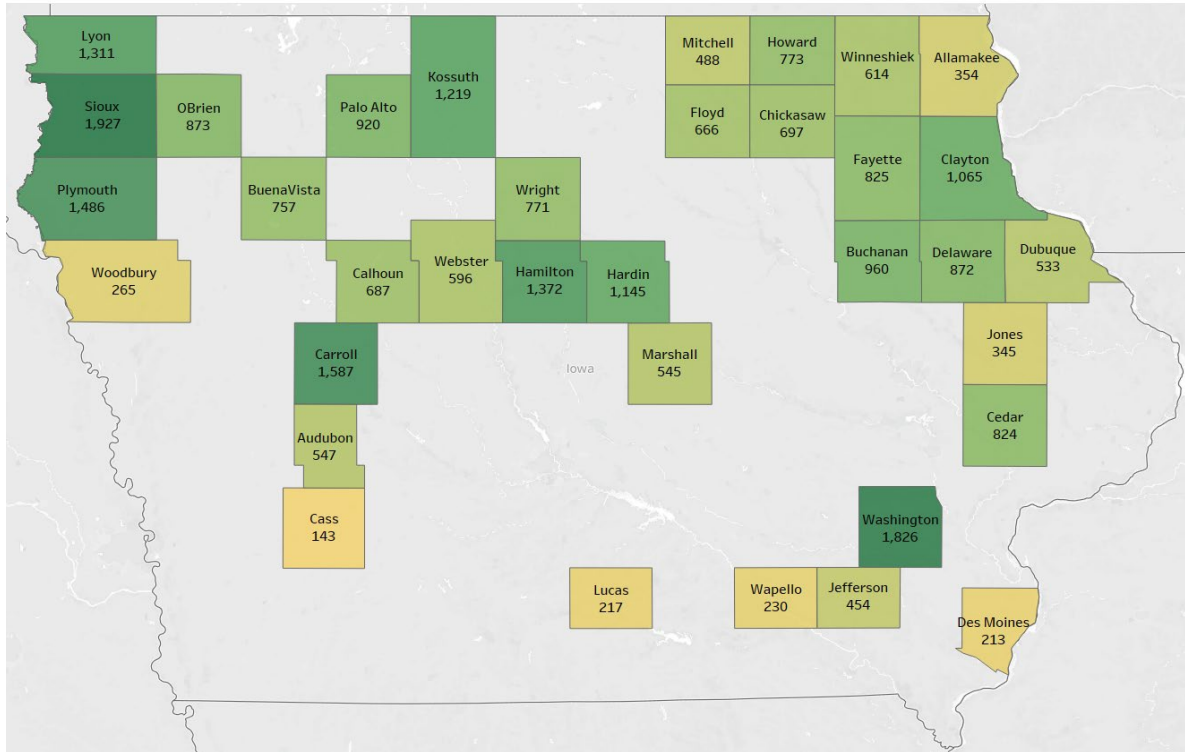 Lyon
1,311
Sioux
1,927
OBrien
873
Palo Alto
920
Kossuth
1,219
Mitchell
488
Howard
773
Winneshiek
614
Allamakee
354
Floyd
666
Chickasaw
697
Plymouth
1,486
BuenaVista
757
Wright
771
Fayette
825
Clayton
1,065
Woodbury
265
Calhoun
687
Webster
596
Hamilton
1,372
Hardin
1,145
Buchanan
960
Delaware
872
Dubuque
533
Carroll
1,587
Iowa
Marshall
545
Jones
345
Audubon
547
Cedar
824
Cass
143
Washington
1,826
Lucas
217
Wapello
230
Jefferson
454
Des Moines
213